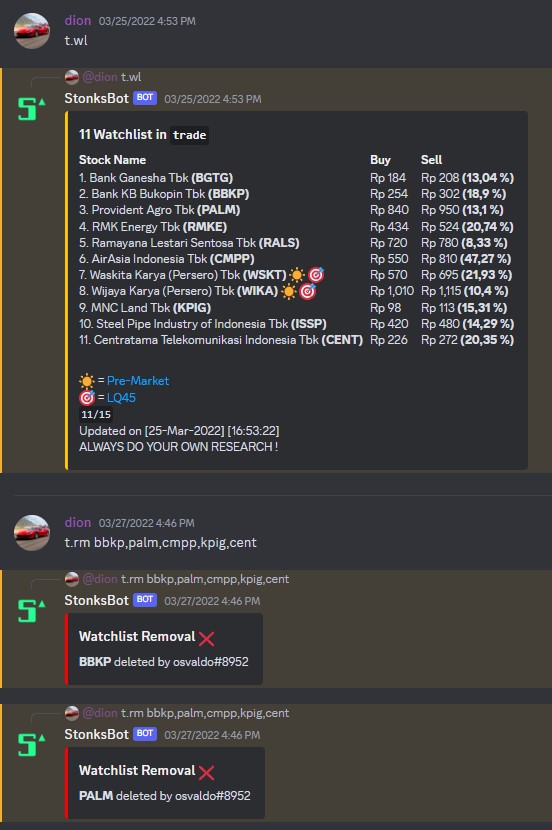 dion 03/25/2022 4:53 PM
t.wl
@dion t.wl
StonksBot BOT 03/25/2022 4:53 PM
11 Watchlist in trade
Stock Name Buy Sell
1. Bank Ganesha Tbk (BGTG) Rp 184 Rp 208 (13,04 %)
2. Bank KB Bukopin Tbk (BBKP) Rp 254 Rp 302 (18,9 %)
3. Provident Agro Tbk (PALM) Rp 840 Rp 950 (13,1 %)
4. RMK Energy Tbk (RMKE) Rp 434 Rp 524 (20,74 %)
5. Ramayana Lestari Sentosa Tbk (RALS) Rp 720 Rp 780 (8,33 %)
6. AirAsia Indonesia Tbk (CMPP) Rp 550 Rp 810 (47,27 %)
7. Waskita Karya (Persero) Tbk (WSKT) Rp 570 Rp 695 (21,93 %)
8. Wijaya Karya (Persero) Tbk (WIKA) Rp 1,010 Rp 1,115 (10,4 %)
9. MNC Land Tbk (KPIG) Rp 98 Rp 113 (15,31 %)
10. Steel Pipe Industry of Indonesia Tbk (ISSP) Rp 420 Rp 480 (14,29 %)
11. Centratama Telekomunikasi Indonesia Tbk (CENT) Rp 226 Rp 272 (20,35 %)
= Pre-Market
= LQ45
11/15
Updated on [25-Mar-2022] [16:53:22]
ALWAYS DO YOUR OWN RESEARCH !
dion 03/27/2022 4:46 PM
t.rm bbkp,palm,cmpp,kpig,cent
@dion t.rm bbkp,palm,cmpp,kpig,cent
StonksBot BOT 03/27/2022 4:46 PM
Watchlist Removal
BBKP deleted by osvaldo#8952
@dion t.rm bbkp,palm,cmpp,kpig,cent
StonksBot BOT 03/27/2022 4:46 PM
Watchlist Removal
PALM deleted by osvaldo#8952